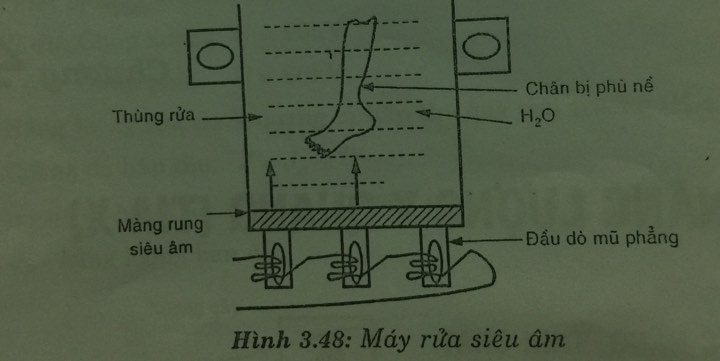 Chân bị phù nể
Thùng rửa
H₂O
Màng rung
siêu âm
Đầu dò mũ phẳng
Hình 3.48: Máy rửa siêu âm